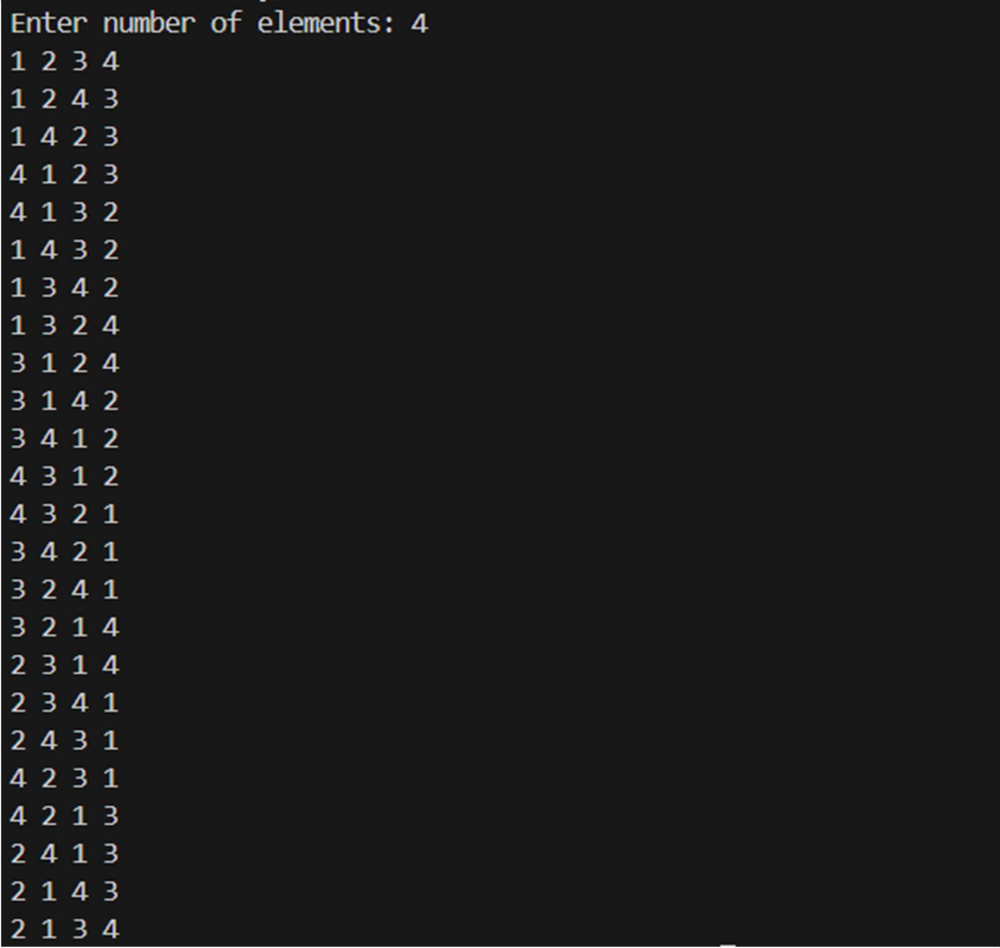 Enter number of elements: 4
1 2 3 4
1 2 4 3
1 4 2 3
4 1 2 3
4 1 3 2
1 4 3 2
1 3 4 2
1 3 2 4
3 1 2 4
3 1 4 2
3 4 1 2
4 3 1 2
4 3 2 1
3 4 2 1
3 2 4 1
3 2 1 4
2 3 1 4
2 3 4 1
2 4 3 1
4 2 3 1
4 2 1 3
2 4 1 3
2 1 4 3
2 1 3 4